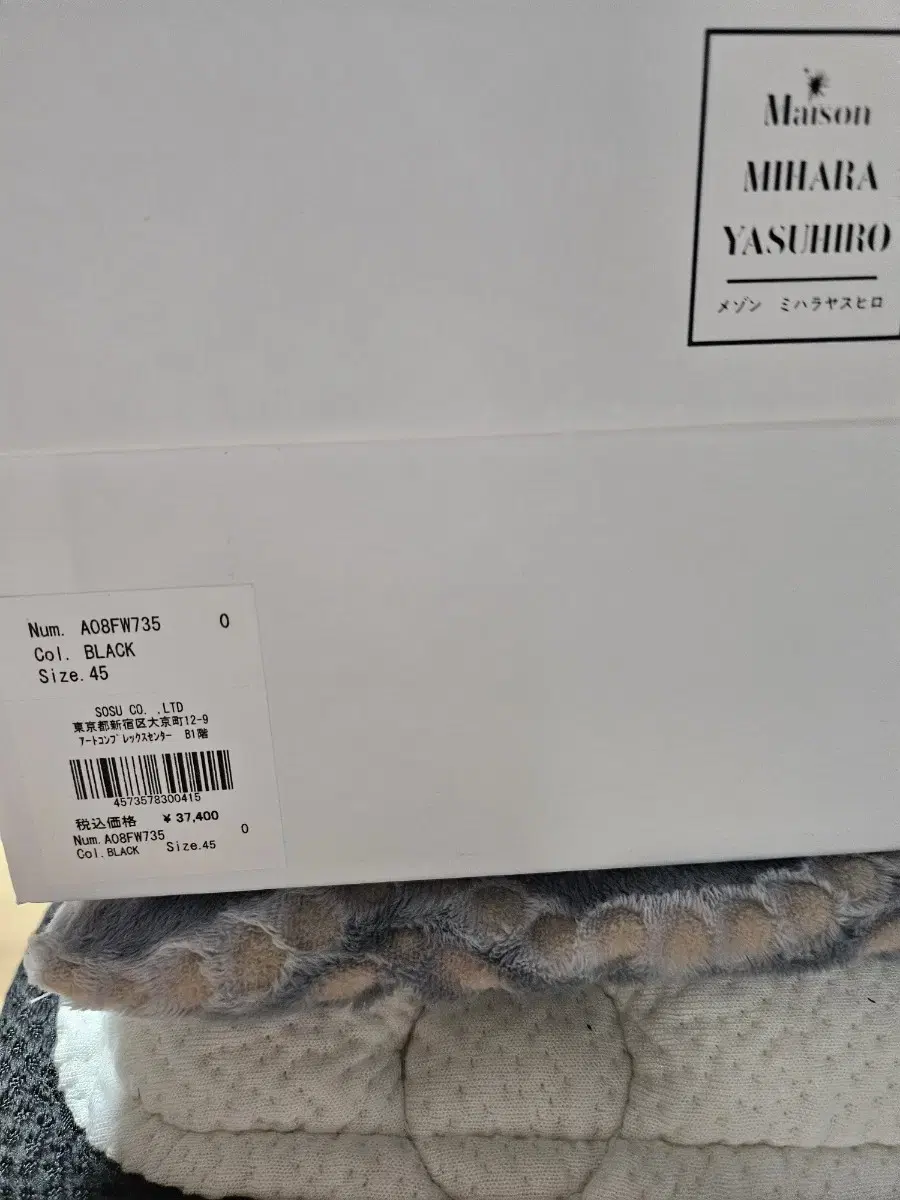 Maison
MIHARA
YASUHIRO
メゾン ミハラヤスヒロ
Num. A08FW735 0
Col. BLACK
Size. 45
SOSU CO. ,LTD
東京都新宿区大京町12-9
ｱｰﾄｺﾝﾌﾟﾚｯｸｽｾﾝﾀｰ B1階
4573578300415
税込価格 ¥ 37,400
Num. A08FW735 0
Col. BLACK Size. 45